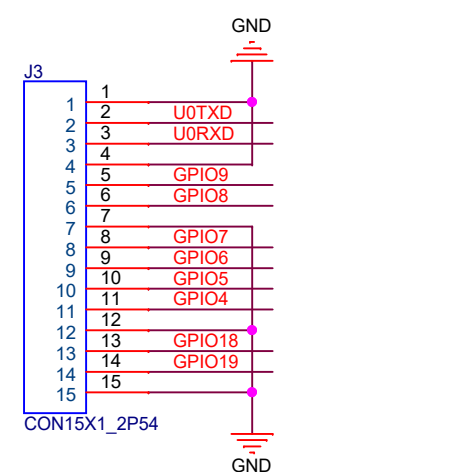 GND
J3
1 1
2 2 U0TXD
3 3 U0RXD
4 4
5 5 GPIO9
6 6 GPIO8
7 7
8 8 GPIO7
9 9 GPIO6
10 10 GPIO5
11 11 GPIO4
12 12
13 13 GPIO18
14 14 GPIO19
15 15
CON15X1_2P54
GND